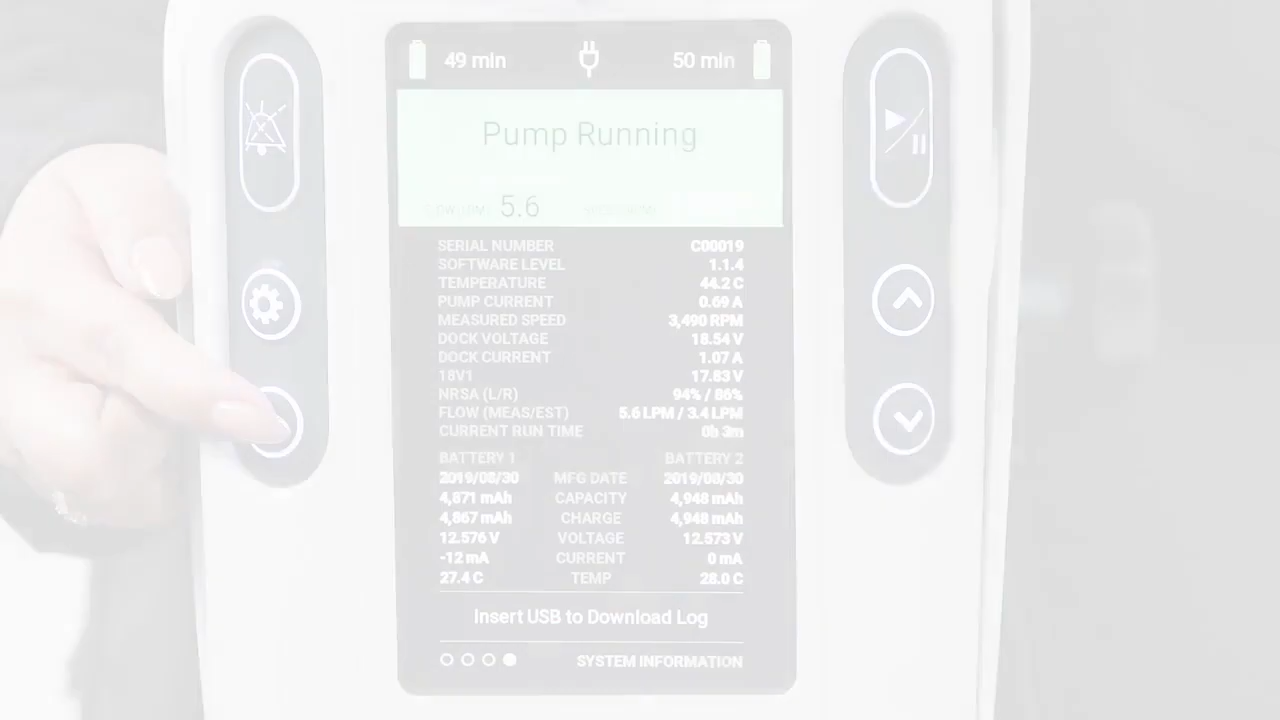 49 min 50 min
Pump Running
5.6
SERIAL NUMBER C00019
SOFTWARE LEVEL 1.1.4
TEMPERATURE 44.2 C
PUMP CURRENT 0.69 A
MEASURED SPEED 3,490 RPM
DOCK VOLTAGE 18.54 V
DOCK CURRENT 1.07 A
18V1 17.83 V
NRSA (L/R) 94% / 86%
FLOW (MEAS/EST) 5.6 LPM / 3.4 LPM
CURRENT RUN TIME 0h 3m
BATTERY 1 BATTERY 2
2019/08/30 MFG DATE 2019/08/30
4,871 mAh CAPACITY 4,948 mAh
4,867 mAh CHARGE 4,948 mAh
12.576 V VOLTAGE 12.573 V
-12 mA CURRENT 0 mA
27.4 C TEMP 28.0 C
Insert USB to Download Log
SYSTEM INFORMATION